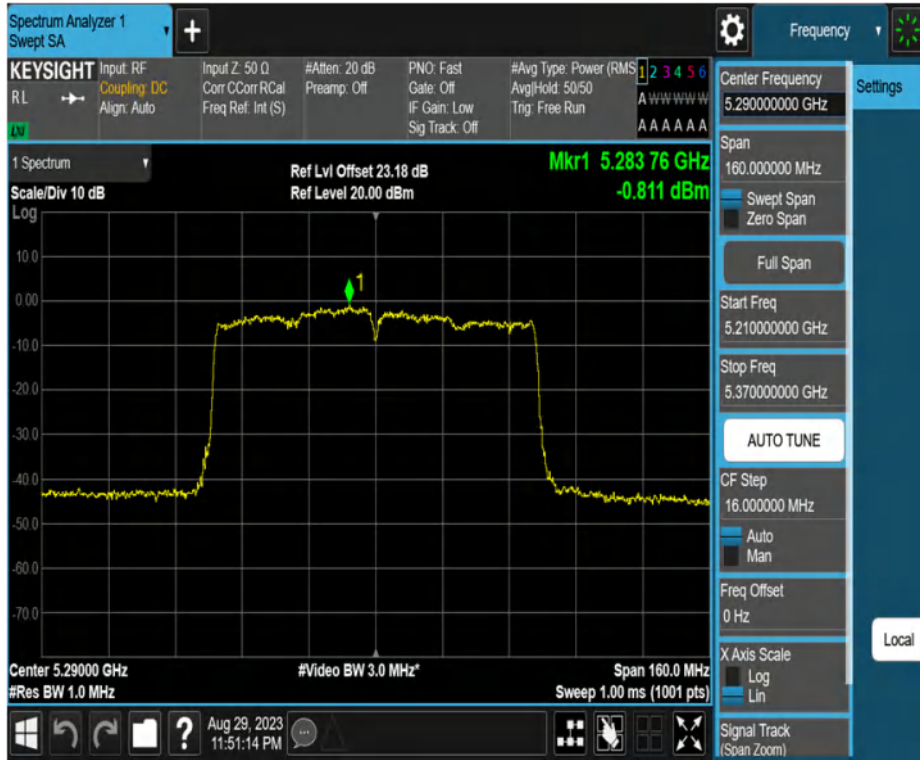 Spectrum Analyzer 1
Swept SA
+
Frequency
KEYSIGHT
RL
LXI
Input: RF
Coupling: DC
Align: Auto
Input Z: 50 Ω
Corr CCorr RCal
Freq Ref: Int (S)
#Atten: 20 dB
Preamp: Off
PNO: Fast
Gate: Off
IF Gain: Low
Sig Track: Off
#Avg Type: Power (RMS
Avg|Hold: 50/50
Trig: Free Run
1 2 3 4 5 6
A W W W W W
A A A A A A
1 Spectrum
Scale/Div 10 dB
Log
Ref Lvl Offset 23.18 dB
Ref Level 20.00 dBm
Mkr1 5.283 76 GHz
-0.811 dBm
10.0
0.00
-10.0
-20.0
-30.0
-40.0
-50.0
-60.0
-70.0
1
Center 5.29000 GHz
#Res BW 1.0 MHz
#Video BW 3.0 MHz*
Span 160.0 MHz
Sweep 1.00 ms (1001 pts)
?
Aug 29, 2023
11:51:14 PM
Center Frequency
5.290000000 GHz
Span
160.000000 MHz
Swept Span
Zero Span
Full Span
Start Freq
5.210000000 GHz
Stop Freq
5.370000000 GHz
AUTO TUNE
CF Step
16.000000 MHz
Auto
Man
Freq Offset
0 Hz
X Axis Scale
Log
Lin
Signal Track
(Span Zoom)
Settings
Local